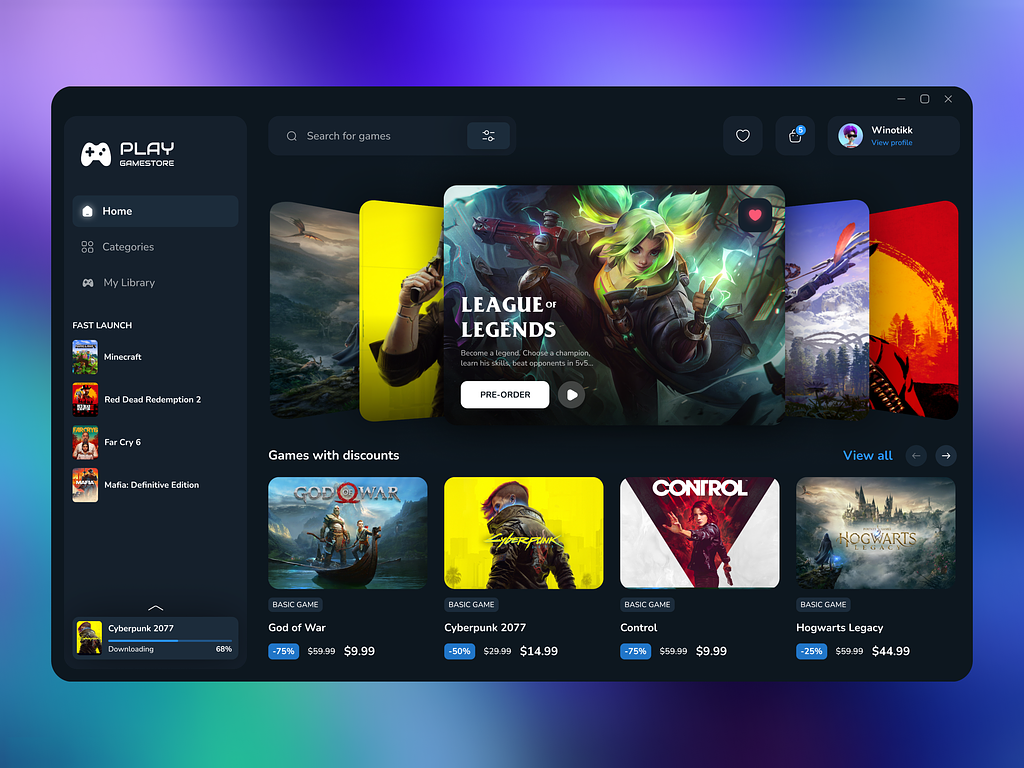 PLAY
GAMESTORE
Home
Categories
My Library
FAST LAUNCH
Minecraft
Red Dead Redemption 2
Far Cry 6
Mafia: Definitive Edition
Cyberpunk 2077
Downloading 68%
Search for games
5
Winotikk
View profile
LEAGUE OF
LEGENDS
Become a legend. Choose a champion,
learn his skills, beat opponents in 5v5...
PRE-ORDER
Games with discounts
View all
GOD OF WAR
BASIC GAME
God of War
-75% $59.99 $9.99
Cyberpunk
BASIC GAME
Cyberpunk 2077
-50% $29.99 $14.99
CONTROL
BASIC GAME
Control
-75% $59.99 $9.99
HOGWARTS
LEGACY
BASIC GAME
Hogwarts Legacy
-25% $59.99 $44.99